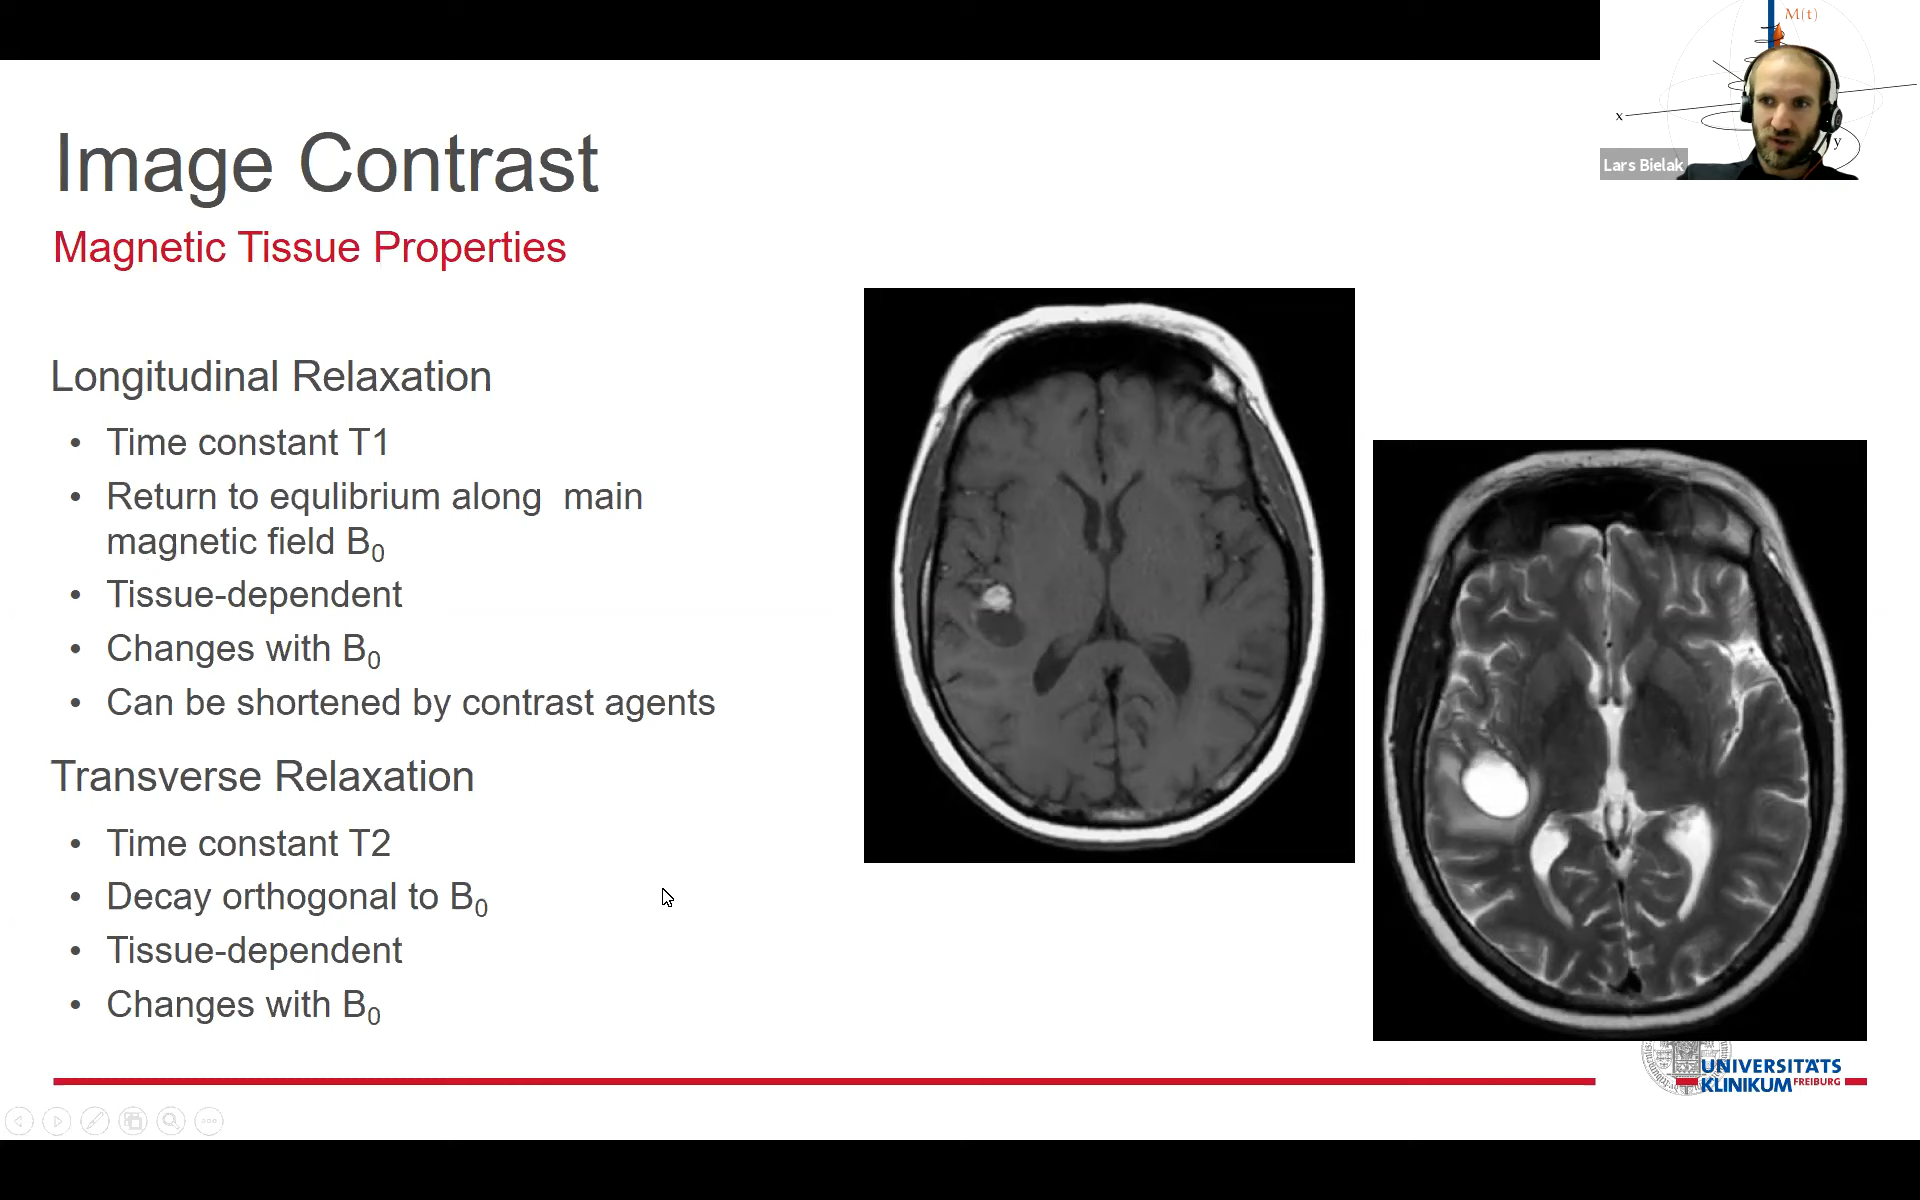 M(t)
x
y
Lars Bielak
Image Contrast
Magnetic Tissue Properties
Longitudinal Relaxation
• Time constant T1
• Return to equlibrium along  main
magnetic field B0
• Tissue-dependent
• Changes with B0
• Can be shortened by contrast agents
Transverse Relaxation
• Time constant T2
• Decay orthogonal to B0
• Tissue-dependent
• Changes with B0
UNIVERSITÄTS
KLINIKUM FREIBURG